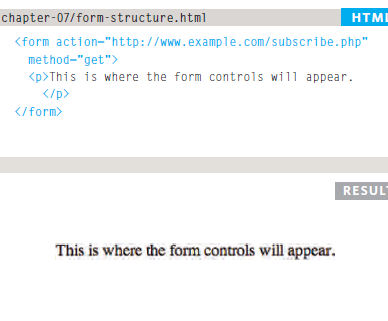 chapter-07/form-structure.html
HTML
<form action="http://www.example.com/subscribe.php"
method="get">
<p>This is where the form controls will appear.
</p>
</form>
RESULT
This is where the form controls will appear.